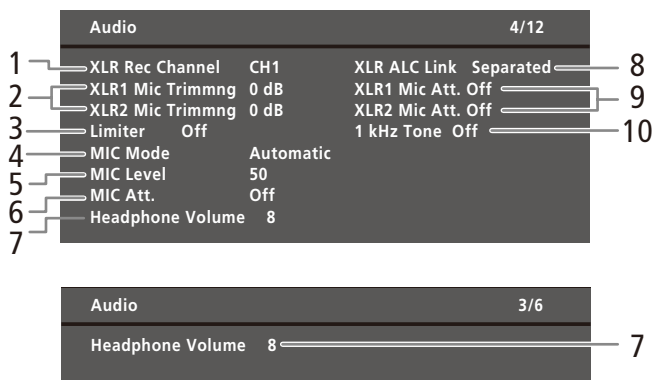 Audio 4/12
1 XLR Rec Channel CH1 XLR ALC Link Separated 8
2 XLR1 Mic Trimmng 0 dB XLR1 Mic Att. Off 9
XLR2 Mic Trimmng 0 dB XLR2 Mic Att. Off
3 Limiter Off 1 kHz Tone Off 10
4 MIC Mode Automatic
5 MIC Level 50
6 MIC Att. Off
7 Headphone Volume 8
Audio 3/6
Headphone Volume 8 7